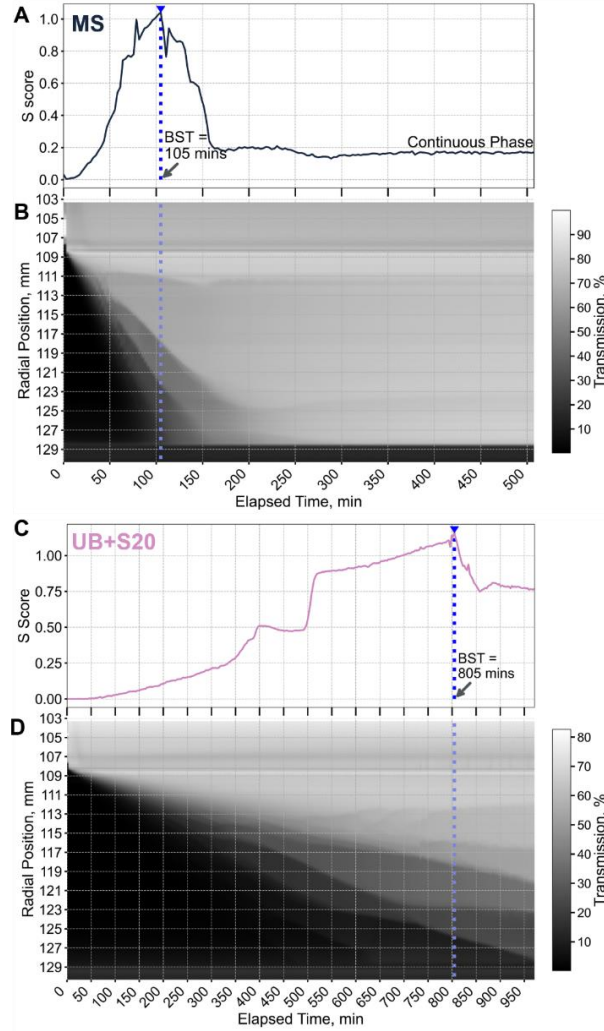 A
MS
1.0
0.8
0.6
0.4
0.2
0.0
S score
BST =
105 mins
Continuous Phase
B
103
105
107
109
111
113
115
117
119
121
123
125
127
129
Radial Position, mm
0 50 100 150 200 250 300 350 400 450 500
Elapsed Time, min
90
80
70
60
50
40
30
20
10
Transmission, %
C
UB+S20
1.00
0.75
0.50
0.25
0.00
S Score
BST =
805 mins
D
103
105
107
109
111
113
115
117
119
121
123
125
127
129
Radial Position, mm
0 50 100 150 200 250 300 350 400 450 500 550 600 650 700 750 800 850 900 950
Elapsed Time, min
80
70
60
50
40
30
20
10
Transmission, %